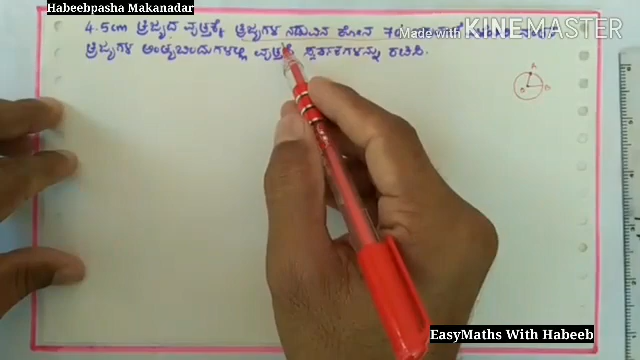 Habeebpasha Makanadar
Made with KINEMASTER
4.5cm ತ್ರಿಜ್ಯದ ವೃತ್ತಕ್ಕೆ ತ್ರಿಜ್ಯಗಳ ನಡುವಿನ ಕೋನ 70
ತ್ರಿಜ್ಯಗಳ ಅಂತ್ಯಬಿಂದುಗಳಲ್ಲಿ ವೃತ್ತಕ್ಕೆ ಸ್ಪರ್ಶಕಗಳನ್ನು ರಚಿಸಿ.
A
O B
EasyMaths With Habeeb